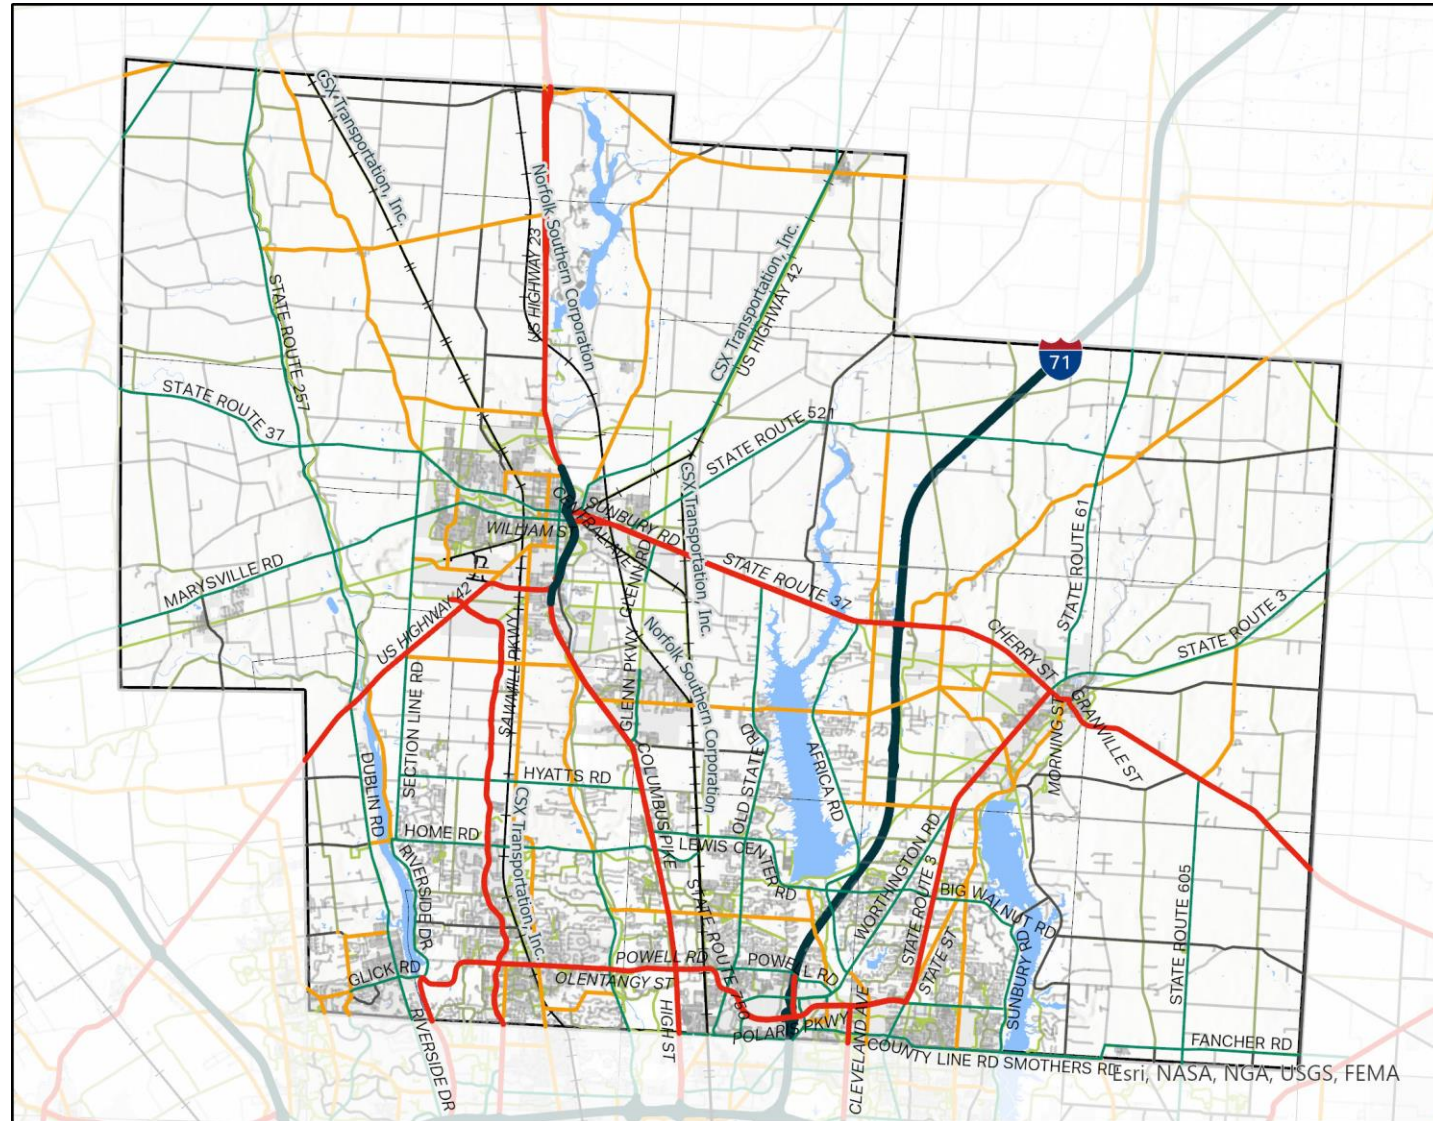 CSX Transportation, Inc.
Norfolk Southern Corporation
US HIGHWAY 23
CSX Transportation, Inc.
US HIGHWAY 42
STATE ROUTE 257
71
STATE ROUTE 37
STATE ROUTE 521
CSX Transportation, Inc.
SUNBURY RD
CENTRAL AVE
WILLIAM S
GLENN RD
STATE ROUTE 61
MARYSVILLE RD
US HIGHWAY 42
STATE ROUTE 37
STATE ROUTE 3
CHERRY ST
SAWMILL PKWY
GLENN PKWY
Norfolk Southern Corporation
SECTION LINE RD
GRANVILLE ST
MORNING ST
OLD STATE RD
AFRICA RD
COLUMBUS PIKE
DUBLIN RD
HYATTS RD
CSX Transportation, Inc.
HOME RD
LEWIS CENTER RD
WORTHINGTON RD
STATE ROUTE 3
BIG WALNUT RD
RIVERSIDE DR
STATE ROUTE 750
STATE ST
SUNBURY RD
STATE ROUTE 605
GLICK RD
POWELL RD
POWELL RD
OLENTANGY ST
HIGH ST
RIVERSIDE DR
POLARIS PKWY
CLEVELAND AVE
COUNTY LINE RD
SMOTHERS RD
FANCHER RD
Esri, NASA, NGA, USGS, FEMA